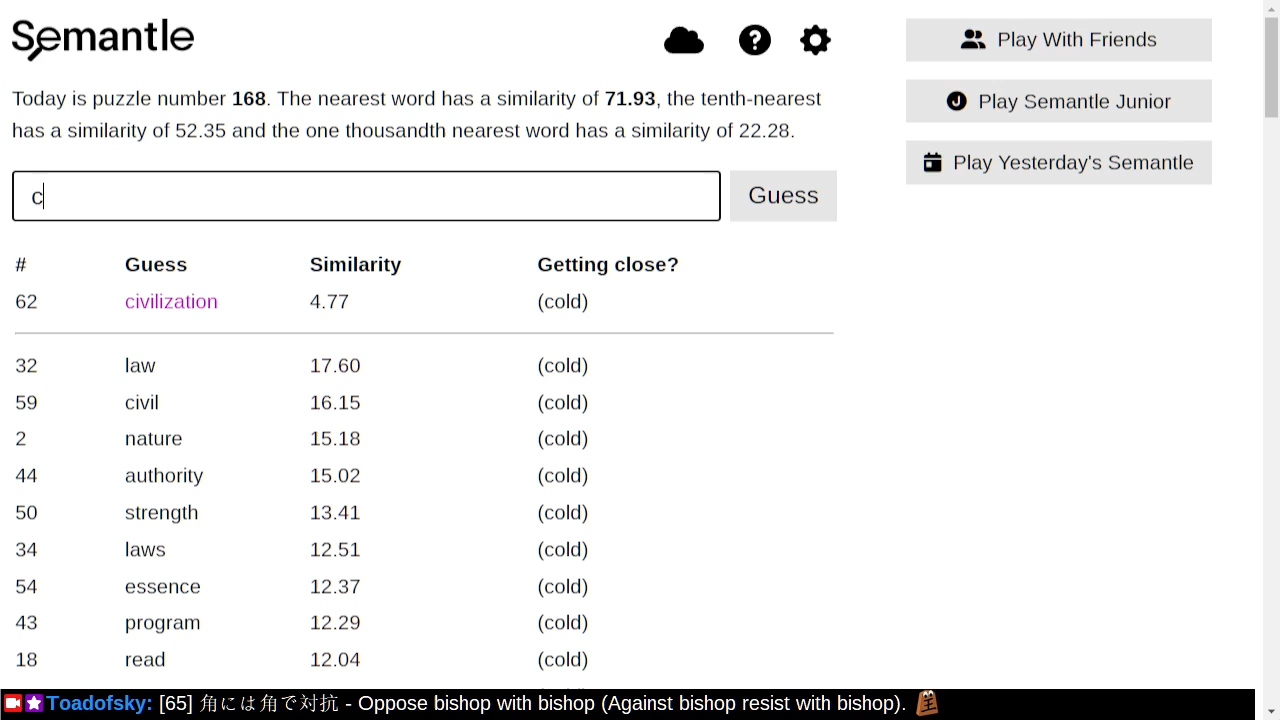 Semantle
Play With Friends
Play Semantle Junior
Play Yesterday's Semantle
Today is puzzle number 168. The nearest word has a similarity of 71.93, the tenth-nearest
has a similarity of 52.35 and the one thousandth nearest word has a similarity of 22.28.
c
Guess
# Guess Similarity Getting close?
62 civilization 4.77 (cold)
32 law 17.60 (cold)
59 civil 16.15 (cold)
2 nature 15.18 (cold)
44 authority 15.02 (cold)
50 strength 13.41 (cold)
34 laws 12.51 (cold)
54 essence 12.37 (cold)
43 program 12.29 (cold)
18 read 12.04 (cold)
Toadofsky: [65] 角には角で対抗 - Oppose bishop with bishop (Against bishop resist with bishop).